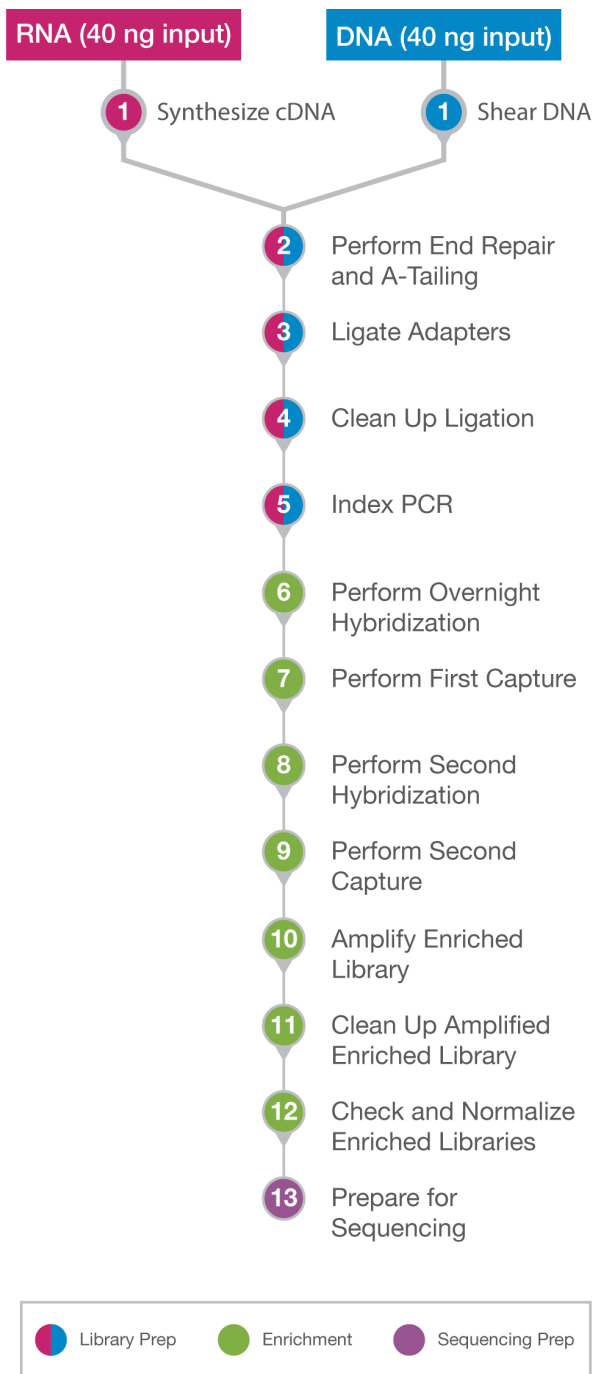 RNA (40 ng input)
DNA (40 ng input)
1 Synthesize cDNA
1 Shear DNA
2 Perform End Repair
and A-Tailing
3 Ligate Adapters
4 Clean Up Ligation
5 Index PCR
6 Perform Overnight
Hybridization
7 Perform First Capture
8 Perform Second
Hybridization
9 Perform Second
Capture
10 Amplify Enriched
Library
11 Clean Up Amplified
Enriched Library
12 Check and Normalize
Enriched Libraries
13 Prepare for
Sequencing
Library Prep
Enrichment
Sequencing Prep